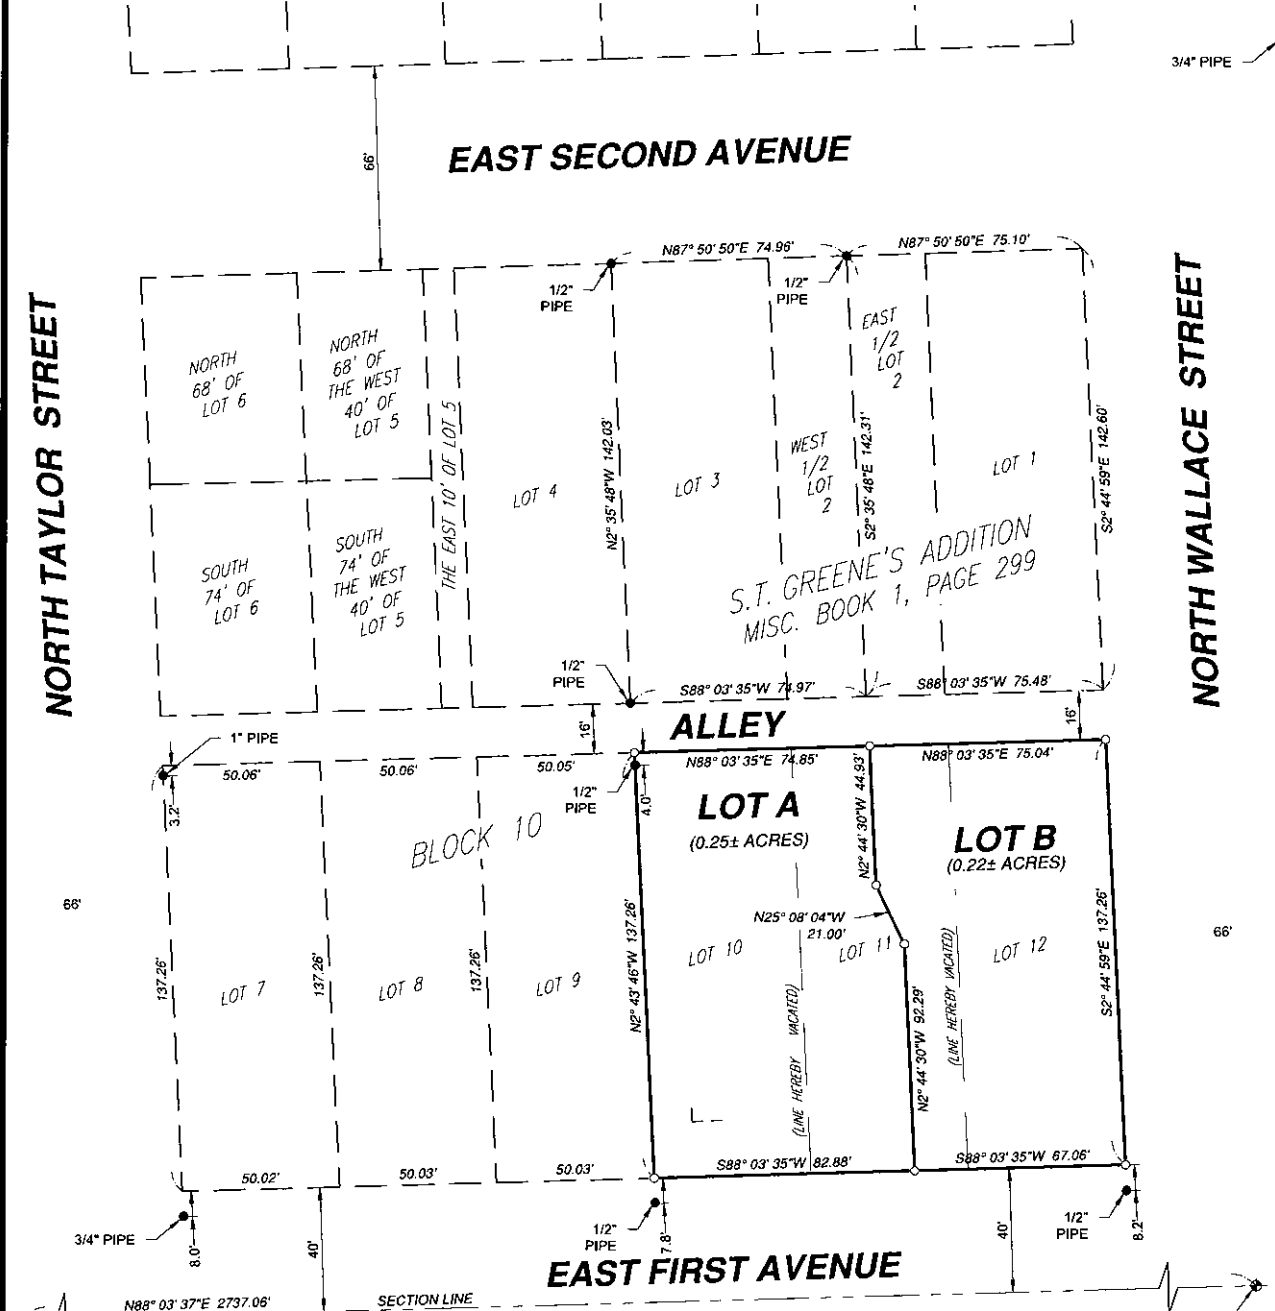 3/4" PIPE
EAST SECOND AVENUE
66'
N87° 50' 50"E 74.96'
N87° 50' 50"E 75.10'
1/2"
PIPE
1/2"
PIPE
NORTH TAYLOR STREET
NORTH WALLACE STREET
NORTH
68' OF
LOT 6
NORTH
68' OF
THE WEST
40' OF
LOT 5
THE EAST 10' OF LOT 5
EAST
1/2
LOT
2
WEST
1/2
LOT
2
LOT 4
LOT 3
LOT 1
N2° 35' 48"W 142.03'
S2° 35' 48"E 142.31'
S2° 44' 59"E 142.60'
SOUTH
74' OF
LOT 6
SOUTH
74' OF
THE WEST
40' OF
LOT 5
S.T. GREENE'S ADDITION
MISC. BOOK 1, PAGE 299
1/2"
PIPE
S88° 03' 35"W 74.97'
S88° 03' 35"W 75.48'
16'
ALLEY
16'
1" PIPE
50.06'
50.06'
50.05'
N88° 03' 35"E 74.85'
N88° 03' 35"E 75.04'
3.2'
1/2"
PIPE
4.0'
BLOCK 10
LOT A
(0.25± ACRES)
N2° 44' 30"W 44.93'
LOT B
(0.22± ACRES)
66'
N25° 08' 04"W
21.00'
66'
137.26'
LOT 7
137.26'
LOT 8
137.26'
LOT 9
N2° 43' 46"W 137.26'
LOT 10
LOT 11
LOT 12
(LINE HEREBY VACATED)
(LINE HEREBY VACATED)
N2° 44' 30"W 92.29'
S2° 44' 59"E 137.26'
50.02'
50.03'
50.03'
S88° 03' 35"W 82.88'
S88° 03' 35"W 67.06'
3/4" PIPE
8.0'
40'
1/2"
PIPE
7.8'
40'
1/2"
PIPE
8.2'
EAST FIRST AVENUE
N88° 03' 37"E 2737.06'
SECTION LINE